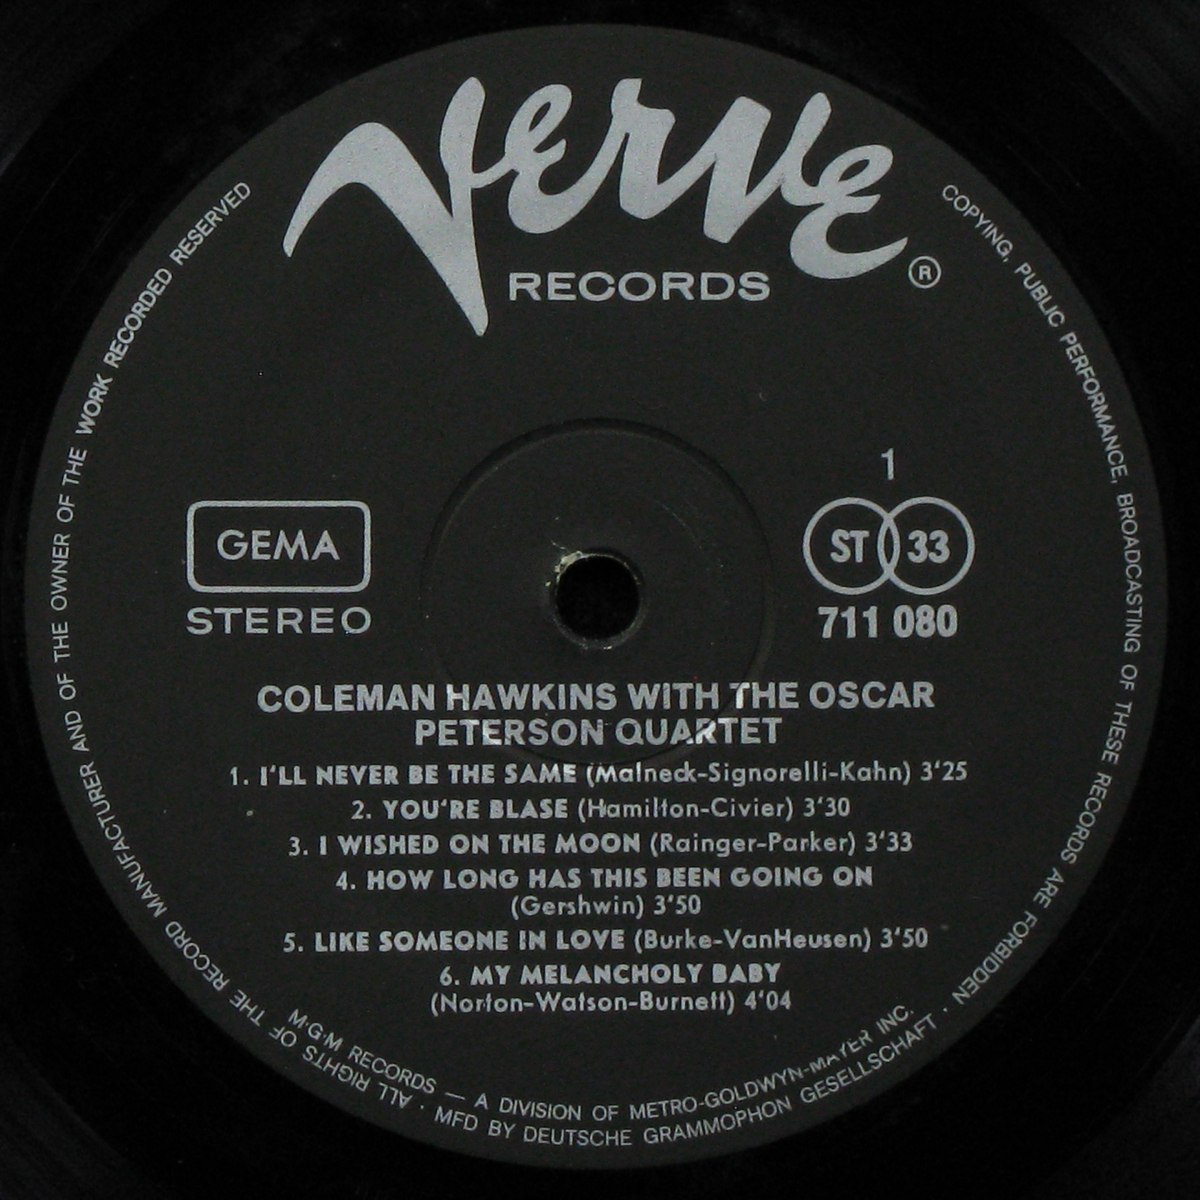 Verve
RECORDS
®
1
GEMA
STEREO
ST 33
711 080
COLEMAN HAWKINS WITH THE OSCAR
PETERSON QUARTET
1. I'LL NEVER BE THE SAME (Malneck-Signorelli-Kahn) 3'25
2. YOU'RE BLASE (Hamilton-Civier) 3'30
3. I WISHED ON THE MOON (Rainger-Parker) 3'33
4. HOW LONG HAS THIS BEEN GOING ON
(Gershwin) 3'50
5. LIKE SOMEONE IN LOVE (Burke-VanHeusen) 3'50
6. MY MELANCHOLY BABY
(Norton-Watson-Burnett) 4'04
M·G·M RECORDS — A DIVISION OF METRO-GOLDWYN-MAYER INC.
MFD BY DEUTSCHE GRAMMOPHON GESELLSCHAFT ·
ALL RIGHTS OF THE RECORD MANUFACTURER AND OF THE OWNER OF THE WORK RECORDED RESERVED
COPYING, PUBLIC PERFORMANCE, BROADCASTING OF THESE RECORDS ARE FORBIDDEN ·